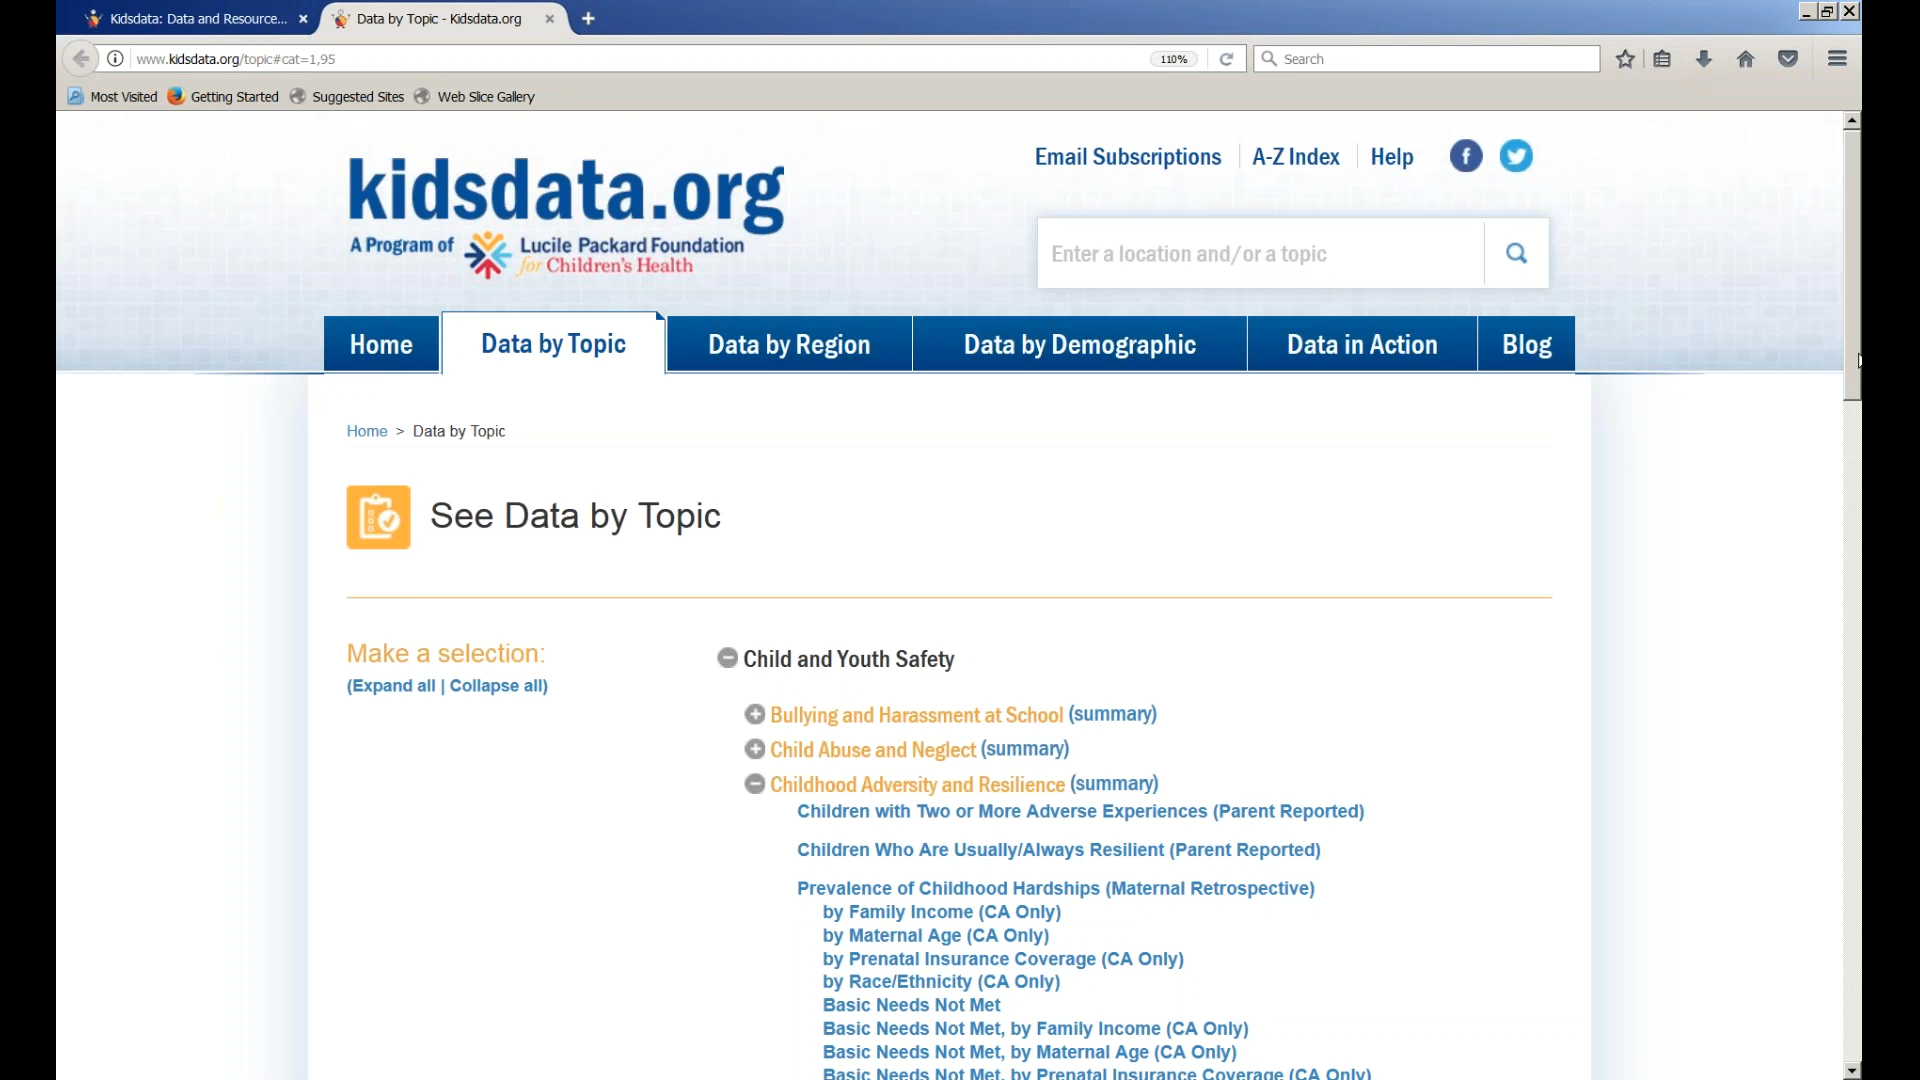 Kidsdata: Data and Resource...
Data by Topic - Kidsdata.org
www.kidsdata.org/topic#cat=1,95
110%
Search
Most Visited
Getting Started
Suggested Sites
Web Slice Gallery
Email Subscriptions
A-Z Index
Help
kidsdata.org
A Program of
Lucile Packard Foundation
for Children's Health
Enter a location and/or a topic
Home
Data by Topic
Data by Region
Data by Demographic
Data in Action
Blog
Home > Data by Topic
See Data by Topic
Make a selection:
(Expand all | Collapse all)
Child and Youth Safety
Bullying and Harassment at School (summary)
Child Abuse and Neglect (summary)
Childhood Adversity and Resilience (summary)
Children with Two or More Adverse Experiences (Parent Reported)
Children Who Are Usually/Always Resilient (Parent Reported)
Prevalence of Childhood Hardships (Maternal Retrospective)
by Family Income (CA Only)
by Maternal Age (CA Only)
by Prenatal Insurance Coverage (CA Only)
by Race/Ethnicity (CA Only)
Basic Needs Not Met
Basic Needs Not Met, by Family Income (CA Only)
Basic Needs Not Met, by Maternal Age (CA Only)
Basic Needs Not Met, by Prenatal Insurance Coverage (CA Only)